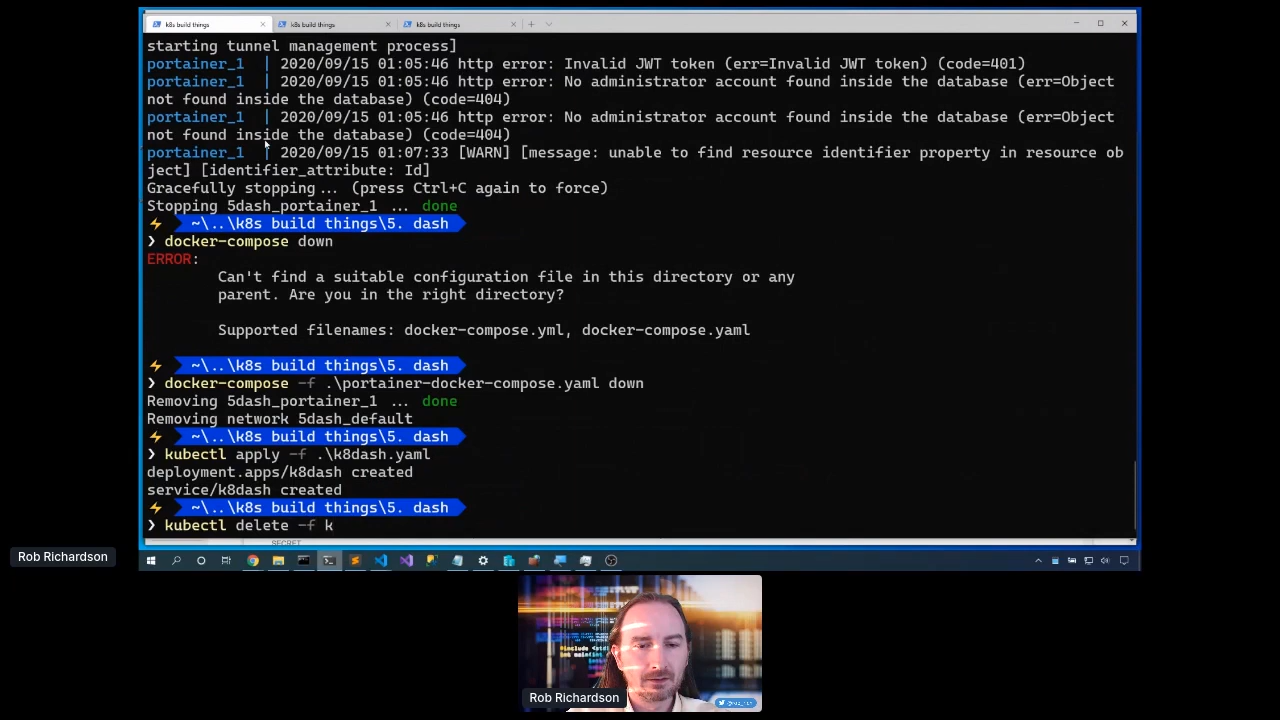 k8s build things
k8s build things
k8s build things
starting tunnel management process]
portainer_1 | 2020/09/15 01:05:46 http error: Invalid JWT token (err=Invalid JWT token) (code=401)
portainer_1 | 2020/09/15 01:05:46 http error: No administrator account found inside the database (err=Object
not found inside the database) (code=404)
portainer_1 | 2020/09/15 01:05:46 http error: No administrator account found inside the database (err=Object
not found inside the database) (code=404)
portainer_1 | 2020/09/15 01:07:33 [WARN] [message: unable to find resource identifier property in resource ob
ject] [identifier_attribute: Id]
Gracefully stopping... (press Ctrl+C again to force)
Stopping 5dash_portainer_1 ... done
~\..\k8s build things\5. dash
❯ docker-compose down
ERROR:
Can't find a suitable configuration file in this directory or any
parent. Are you in the right directory?
Supported filenames: docker-compose.yml, docker-compose.yaml
~\..\k8s build things\5. dash
❯ docker-compose -f .\portainer-docker-compose.yaml down
Removing 5dash_portainer_1 ... done
Removing network 5dash_default
~\..\k8s build things\5. dash
❯ kubectl apply -f .\k8dash.yaml
deployment.apps/k8dash created
service/k8dash created
~\..\k8s build things\5. dash
❯ kubectl delete -f k
Rob Richardson
Rob Richardson